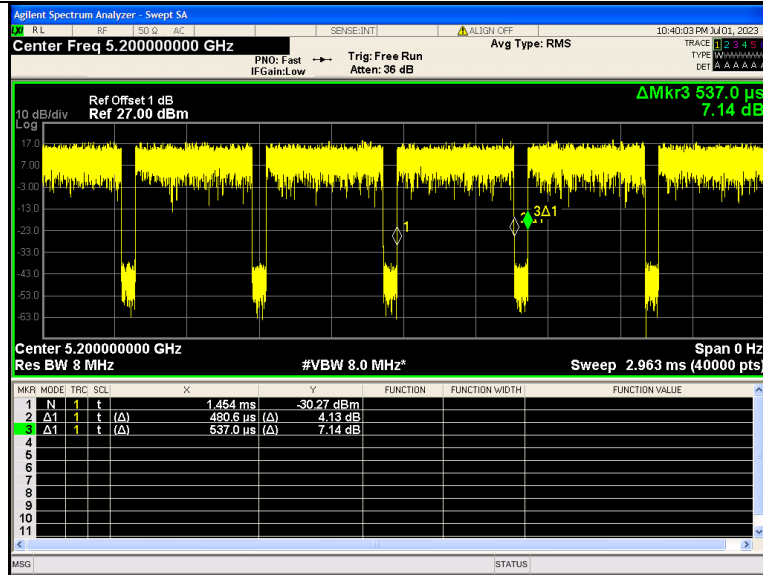 Agilent Spectrum Analyzer - Swept SA
RL RF 50 Ω AC SENSE:INT ALIGN OFF 10:40:03 PM Jul 01, 2023
Center Freq 5.200000000 GHz
Avg Type: RMS
TRACE 1 2 3 4 5
PNO: Fast Trig: Free Run
TYPE
IFGain:Low Atten: 36 dB
DET A A A A A
Ref Offset 1 dB
ΔMkr3 537.0 µs
10 dB/div Ref 27.00 dBm
7.14 dB
Log
17.0
7.00
-3.00
-13.0
-23.0
-33.0
-43.0
-53.0
-63.0
1
3Δ1
Center 5.200000000 GHz Span 0 Hz
Res BW 8 MHz #VBW 8.0 MHz* Sweep 2.963 ms (40000 pts)
MKR MODE TRC SCL X Y FUNCTION FUNCTION WIDTH FUNCTION VALUE
1 N 1 t 1.454 ms -30.27 dBm
2 Δ1 1 t (Δ) 480.6 µs (Δ) 4.13 dB
3 Δ1 1 t (Δ) 537.0 µs (Δ) 7.14 dB
4
5
6
7
8
9
10
11
MSG STATUS